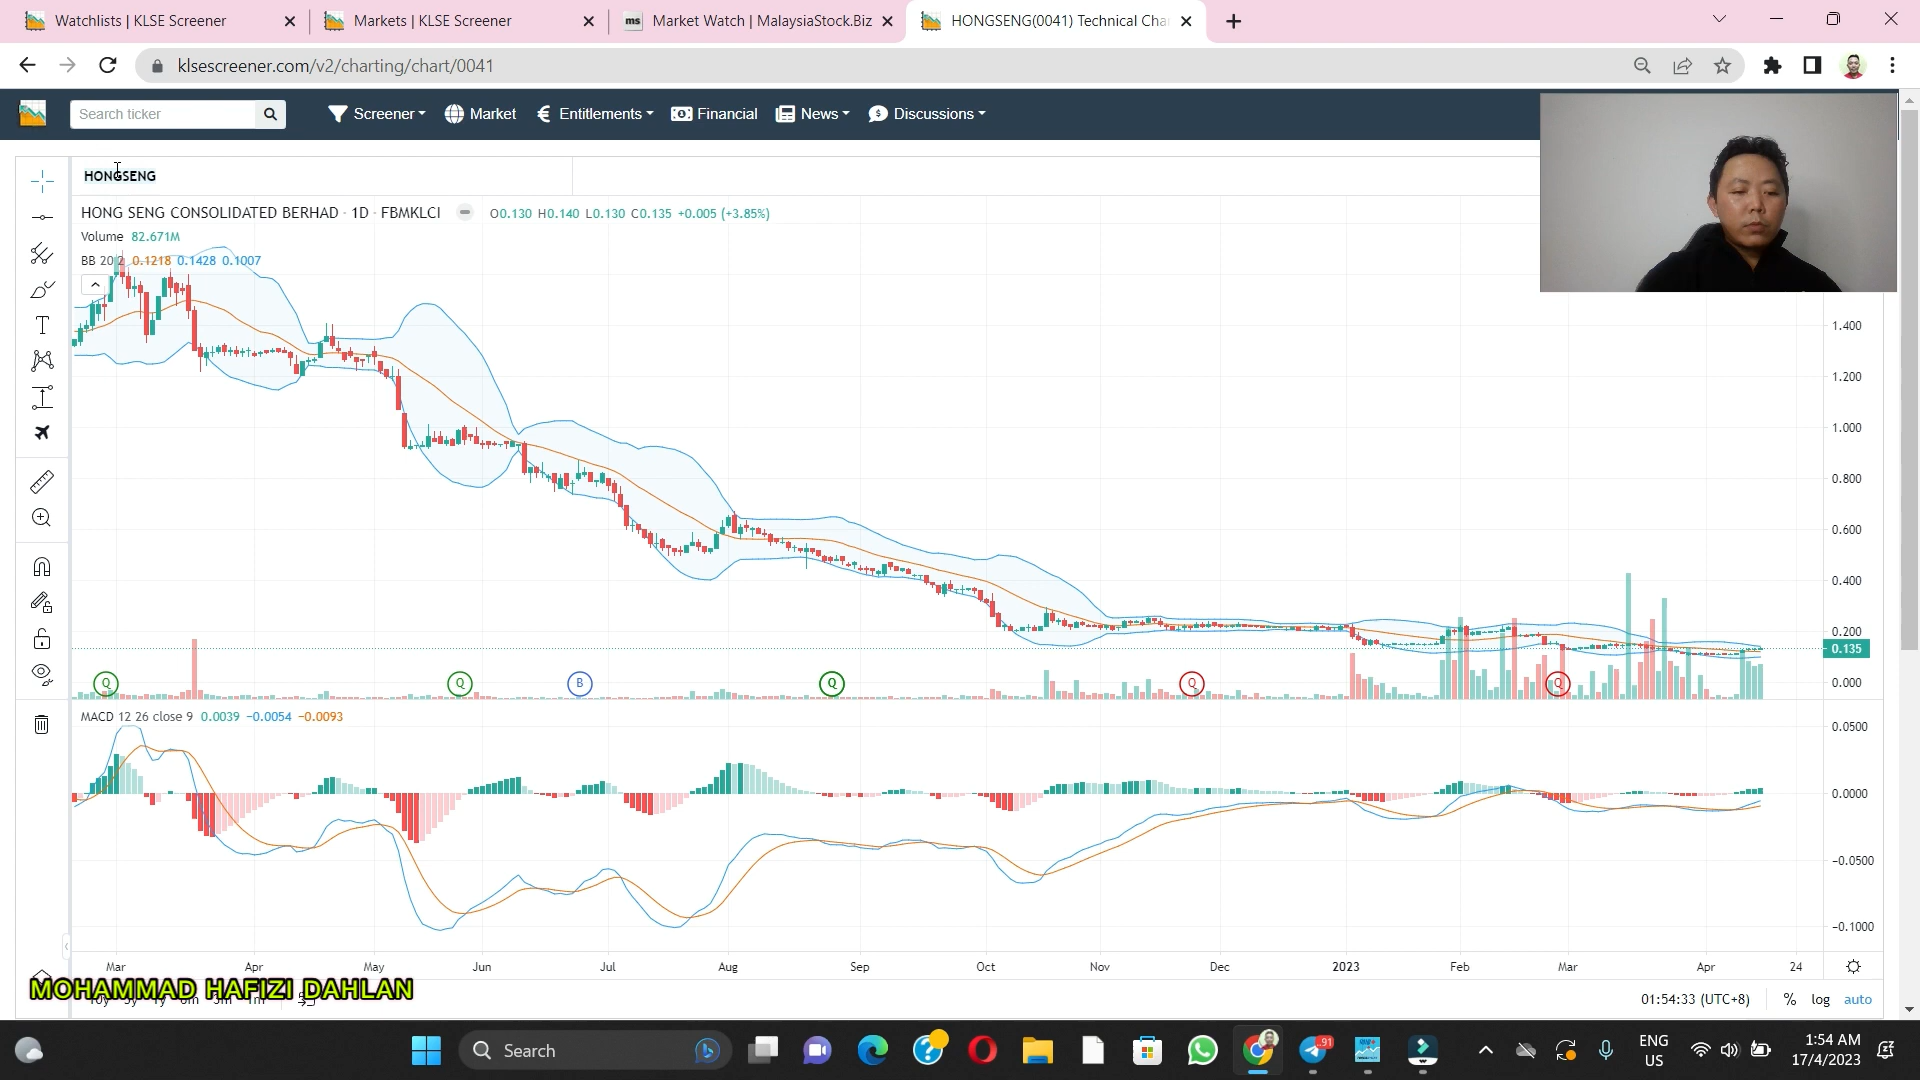 Watchlists | KLSE Screener
Markets | KLSE Screener
ms Market Watch | MalaysiaStock.Biz
HONGSENG(0041) Technical Cha
klsescreener.com/v2/charting/chart/0041
Search ticker
Screener
Market
Entitlements
Financial
News
Discussions
HONGSENG
HONG SENG CONSOLIDATED BERHAD · 1D · FBMKLCI O0.130 H0.140 L0.130 C0.135 +0.005 (+3.85%)
Volume 82.671M
BB 20 2 0.1218 0.1428 0.1007
1.400
1.200
1.000
0.800
0.600
0.400
0.200
0.135
0.000
Q Q B Q Q Q
MACD 12 26 close 9 0.0039 −0.0054 −0.0093
0.0500
0.0000
−0.0500
−0.1000
Mar Apr May Jun Jul Aug Sep Oct Nov Dec 2023 Feb Mar Apr 24
MOHAMMAD HAFIZI DAHLAN
01:54:33 (UTC+8) % log auto
Search
91
ENG
US
1:54 AM
17/4/2023